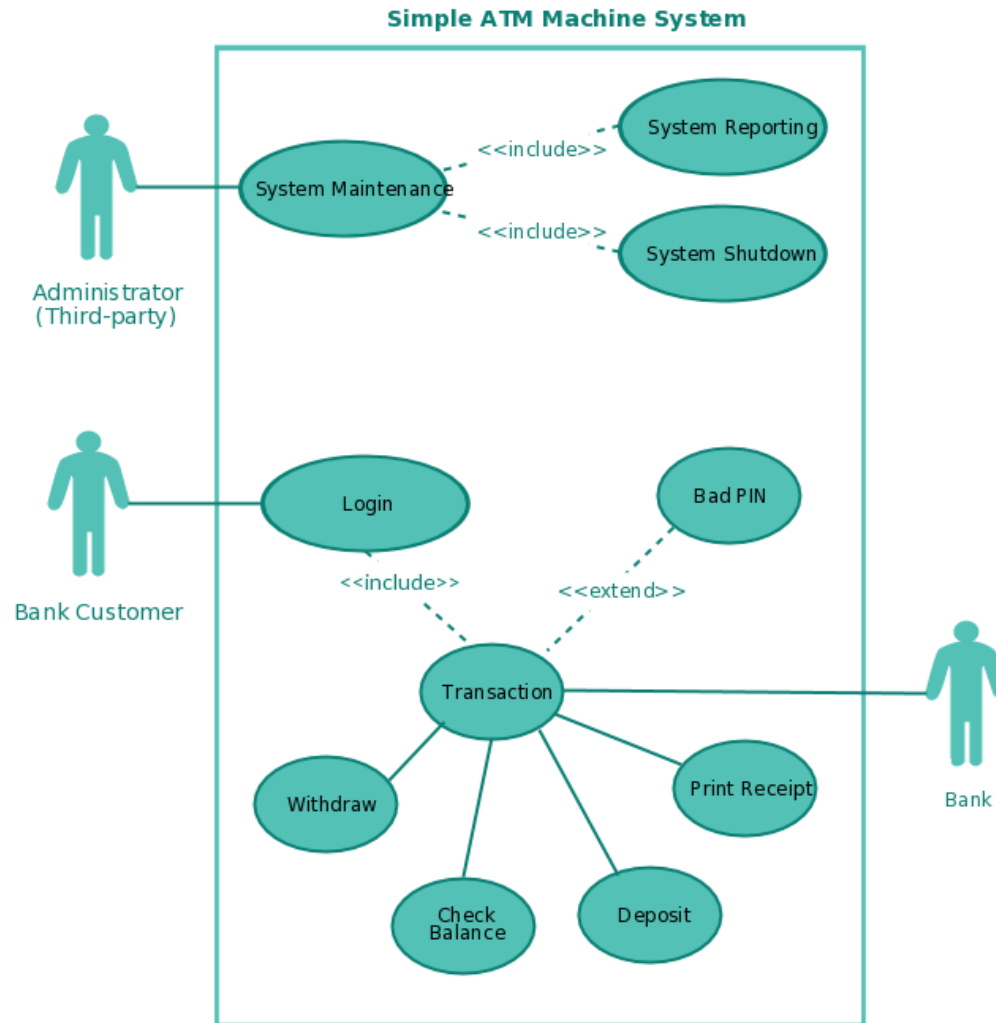 Simple ATM Machine System
System Reporting
<<include>>
System Maintenance
<<include>>
System Shutdown
Administrator
(Third-party)
Login
Bad PIN
<<include>>
<<extend>>
Bank Customer
Transaction
Print Receipt
Withdraw
Bank
Check
Balance
Deposit